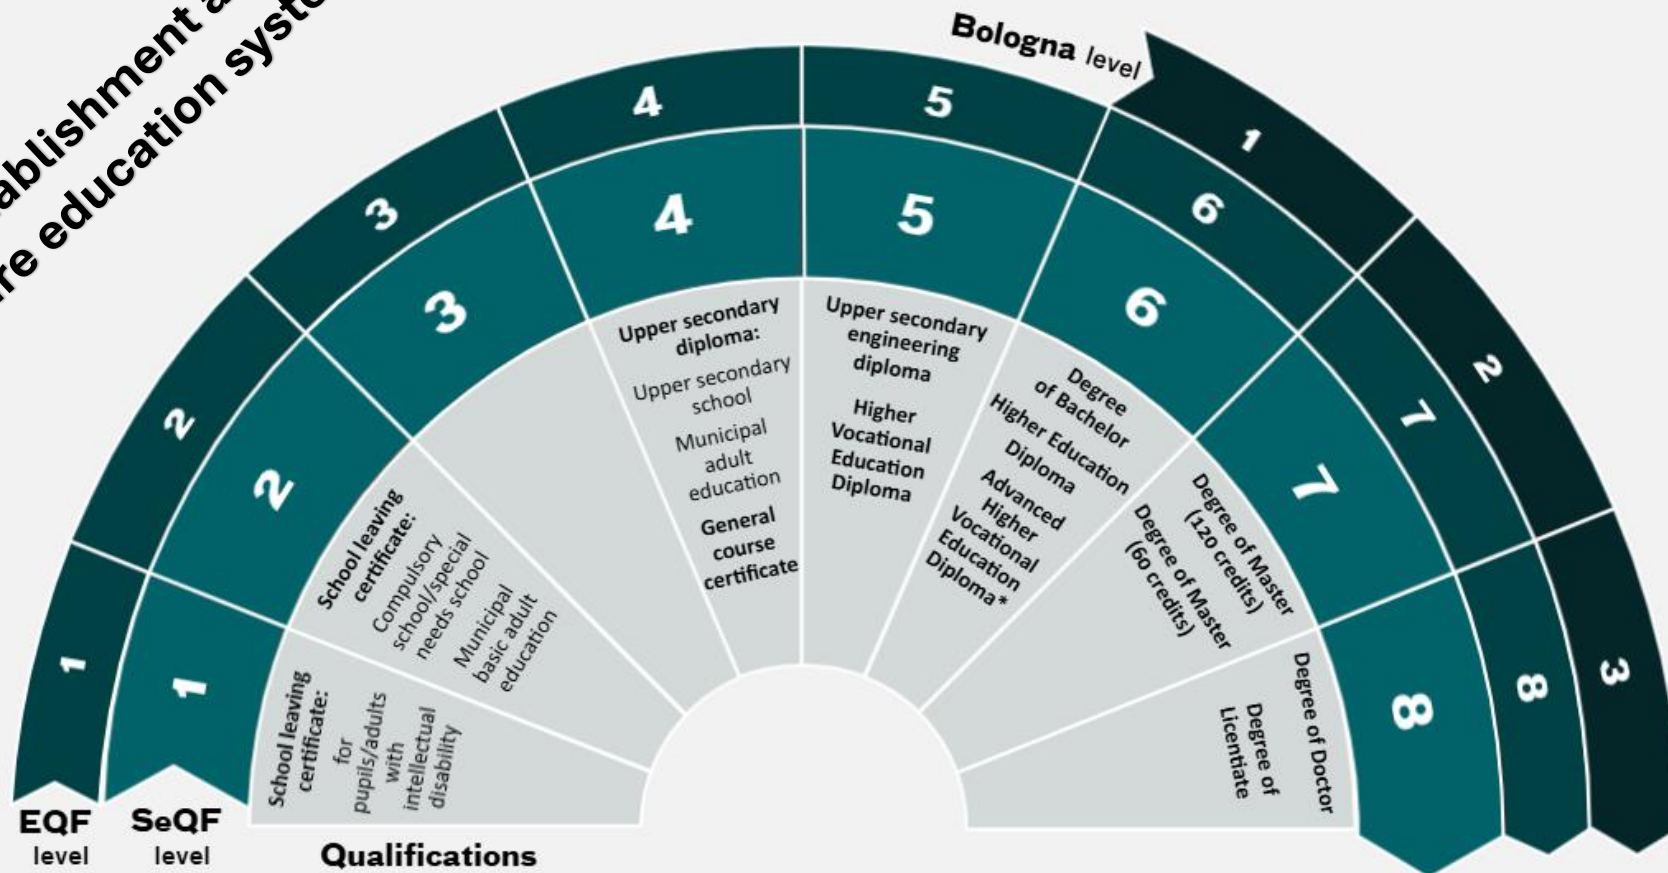 ablishment a
re education syste
Bologna level
1
2
3
1
2
3
4
5
6
7
8
1
2
3
4
5
6
7
8
School leaving
certificate:
for
pupils/adults
with
intellectual
disability
School leaving
certificate:
Compulsory
school/special
needs school
Municipal
basic adult
education
Upper secondary
diploma:
Upper secondary
school
Municipal
adult
education
General
course
certificate
Upper secondary
engineering
diploma
Higher
Vocational
Education
Diploma
Degree
of Bachelor
Higher Education
Diploma
Advanced
Higher
Vocational
Education
Diploma*
Degree of Master
(120 credits)
Degree of Master
(60 credits)
Degree of Doctor
Degree of
Licentiate
EQF
level
SeQF
level
Qualifications